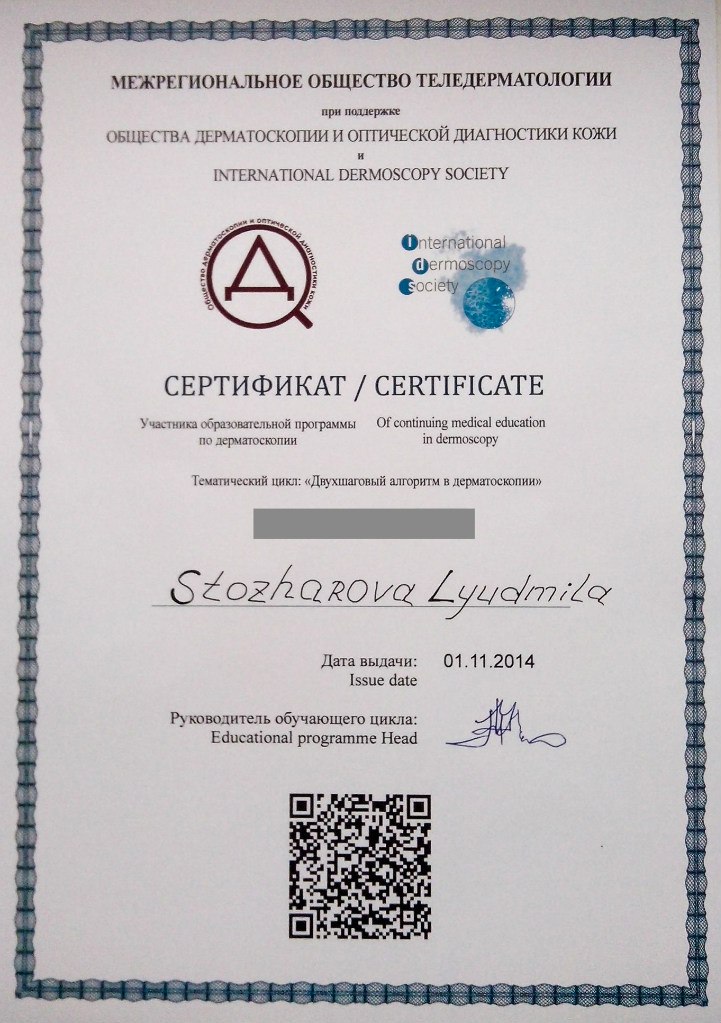 МЕЖРЕГИОНАЛЬНОЕ ОБЩЕСТВО ТЕЛЕДЕРМАТОЛОГИИ
при поддержке
ОБЩЕСТВА ДЕРМАТОСКОПИИ И ОПТИЧЕСКОЙ ДИАГНОСТИКИ КОЖИ
и
INTERNATIONAL DERMOSCOPY SOCIETY
Общество дерматоскопии и оптической диагностики кожи
Д
International
dermoscopy
Society
СЕРТИФИКАТ / CERTIFICATE
Участника образовательной программы
по дерматоскопии
Of continuing medical education
in dermoscopy
Тематический цикл: «Двухшаговый алгоритм в дерматоскопии»
Stozharova Lyudmila
Дата выдачи: 01.11.2014
Issue date
Руководитель обучающего цикла:
Educational programme Head